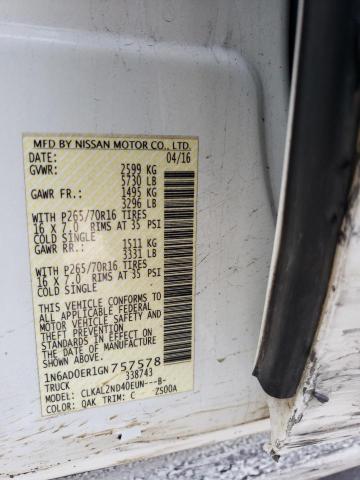 MFD BY NISSAN MOTOR CO., LTD.
DATE: 04/16
GVWR: 2599 KG
5730 LB
GAWR FR.: 1495 KG
3296 LB
WITH P265/70R16 TIRES
16 X 7.0 RIMS AT 35 PSI
COLD SINGLE
GAWR RR.: 1511 KG
3331 LB
WITH P265/70R16 TIRES
16 X 7.0 RIMS AT 35 PSI
COLD SINGLE
THIS VEHICLE CONFORMS TO
ALL APPLICABLE FEDERAL
MOTOR VEHICLE SAFETY AND
THEFT PREVENTION
STANDARDS IN EFFECT ON
THE DATE OF MANUFACTURE
SHOWN ABOVE.
1N6AD0ER1GN757578
TRUCK 338743
MODEL: CLKAL2ND40EUN---B-
COLOR: QAK TRIM: C Z500A